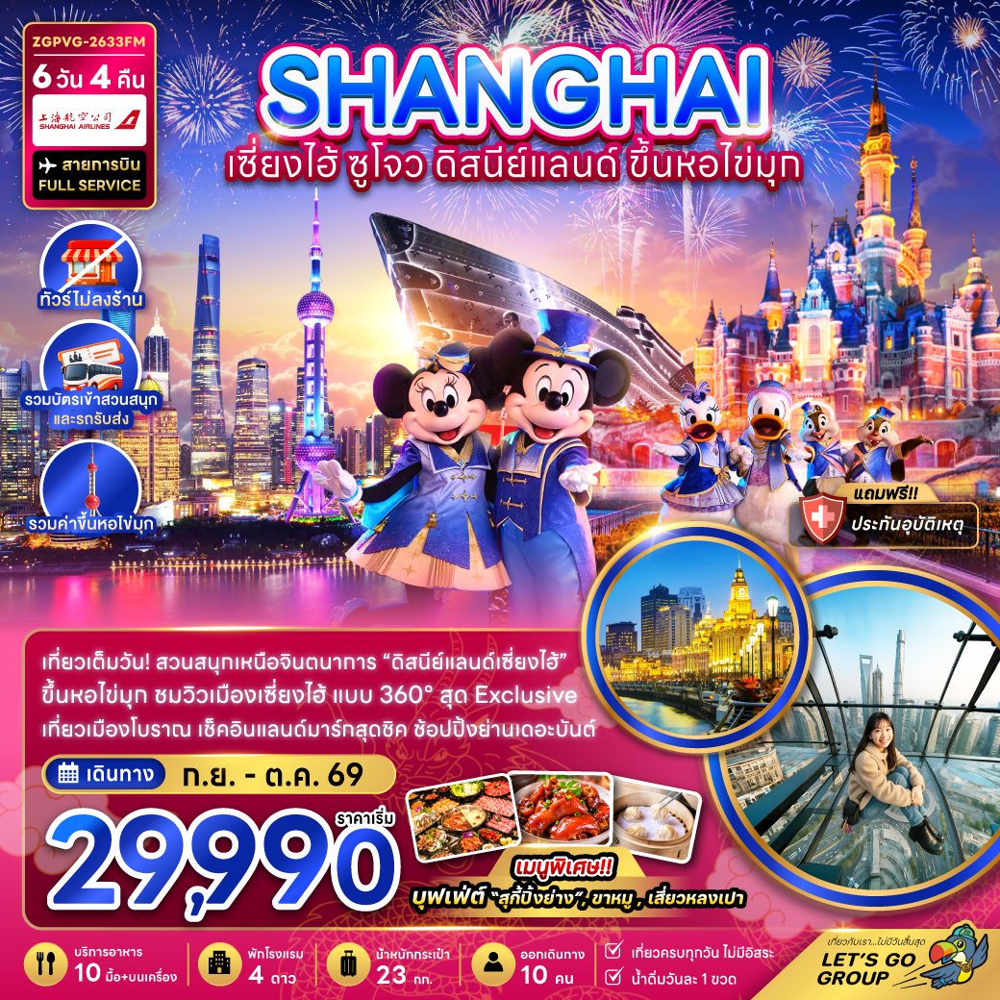 ZGPVG-2633FM
6 วัน 4 คืน
上海航空公司
SHANGHAI AIRLINES
สายการบิน
FULL SERVICE
SHANGHAI
เซี่ยงไฮ้ ซูโจว ดิสนีย์แลนด์ ขึ้นหอไข่มุก
ทัวร์ไม่ลงร้าน
รวมบัตรเข้าสวนสนุก
และรถรับส่ง
รวมค่าขึ้นหอไข่มุก
แถมฟรี!!
ประกันอุบัติเหตุ
เที่ยวเต็มวัน! สวนสนุกเหนือจินตนาการ “ดิสนีย์แลนด์เซี่ยงไฮ้”
ขึ้นหอไข่มุก ชมวิวเมืองเซี่ยงไฮ้ แบบ 360° สุด Exclusive
เที่ยวเมืองโบราณ เช็คอินแลนด์มาร์กสุดชิค ช้อปปิ้งย่านเดอะบันต์
เดินทาง ก.ย. - ต.ค. 69
ราคาเริ่ม
29,990
เมนูพิเศษ!!
บุฟเฟ่ต์ “สุกี้ปิ้งย่าง”, ขาหมู , เสี่ยวหลงเปา
บริการอาหาร
10 มื้อ+บนเครื่อง
พักโรงแรม
4 ดาว
น้ำหนักกระเป๋า
23 กก.
ออกเดินทาง
10 คน
เที่ยวครบทุกวัน ไม่มีอิสระ
น้ำดื่มวันละ 1 ขวด
เที่ยวกับเรา...ไม่มีวันสิ้นสุด
LET'S GO
GROUP